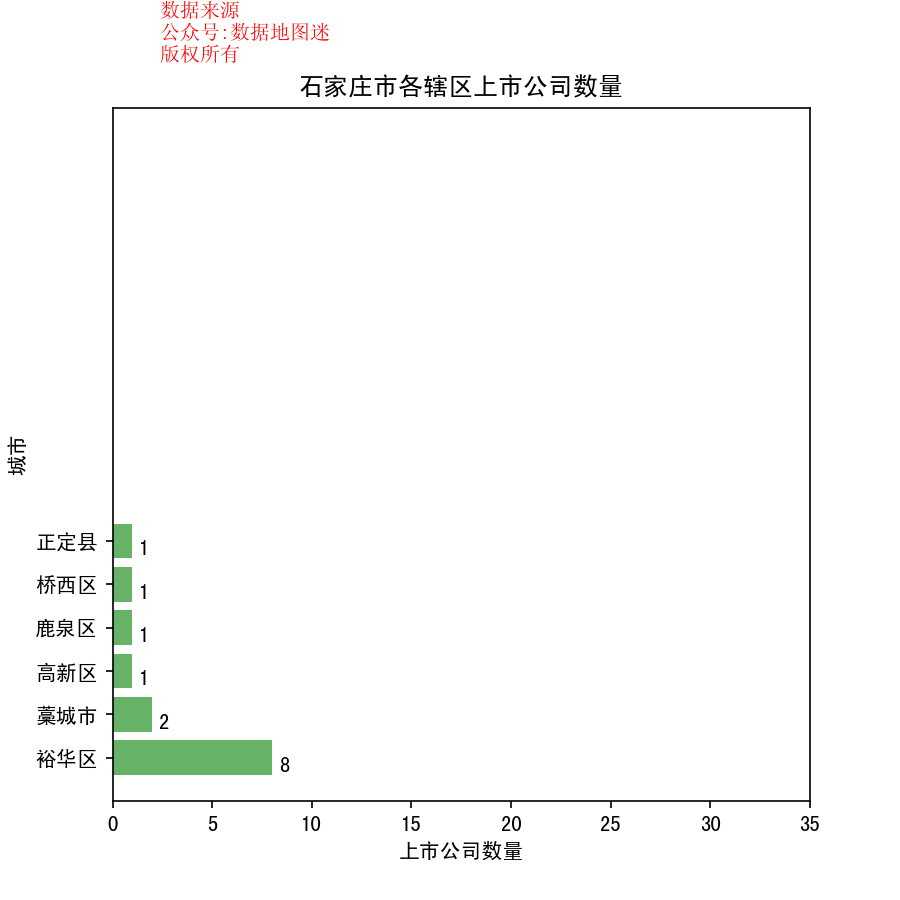 数据来源
公众号:数据地图迷
版权所有
石家庄市各辖区上市公司数量
城市
正定县 1
桥西区 1
鹿泉区 1
高新区 1
藁城市 2
裕华区 8
0 5 10 15 20 25 30 35
上市公司数量